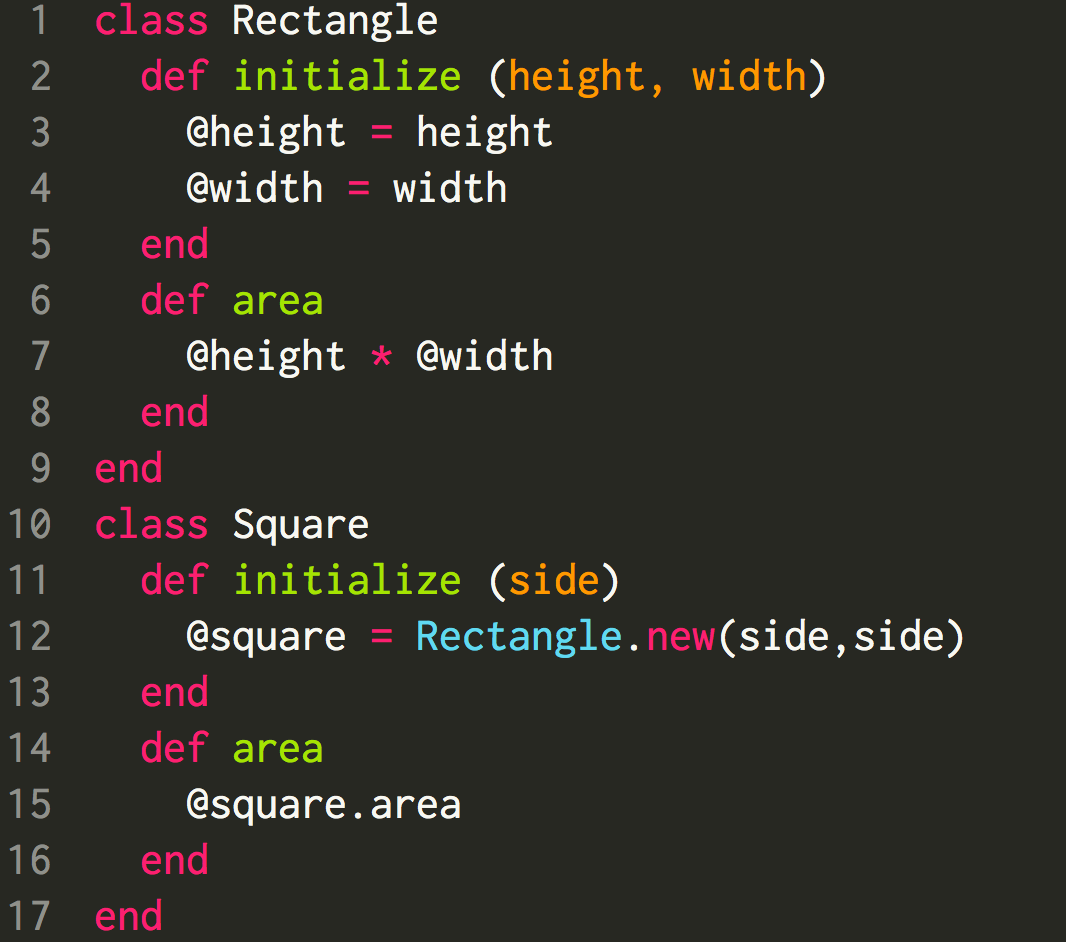 1 class Rectangle
2   def initialize (height, width)
3     @height = height
4     @width = width
5   end
6   def area
7     @height * @width
8   end
9 end
10 class Square
11   def initialize (side)
12     @square = Rectangle.new(side,side)
13   end
14   def area
15     @square.area
16   end
17 end